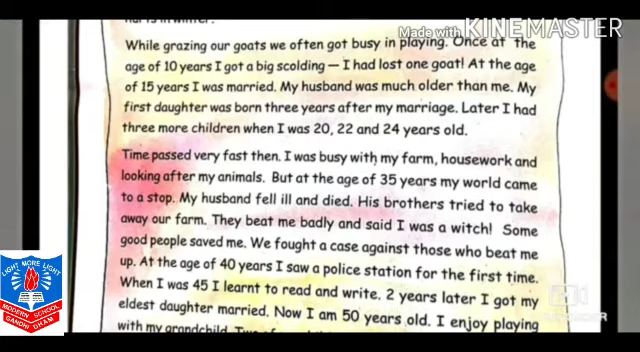 nar is in winter.
Made with KINEMASTER
While grazing our goats we often got busy in playing. Once at the
age of 10 years I got a big scolding — I had lost one goat! At the age
of 15 years I was married. My husband was much older than me. My
first daughter was born three years after my marriage. Later I had
three more children when I was 20, 22 and 24 years old.
Time passed very fast then. I was busy with my farm, housework and
looking after my animals. But at the age of 35 years my world came
to a stop. My husband fell ill and died. His brothers tried to take
away our farm. They beat me badly and said I was a witch! Some
good people saved me. We fought a case against those who beat me
up. At the age of 40 years I saw a police station for the first time.
When I was 45 I learnt to read and write. 2 years later I got my
eldest daughter married. Now I am 50 years old. I enjoy playing
with my grandchild.
LIGHT MORE LIGHT
MODERN SCHOOL
GANDHI DHAM